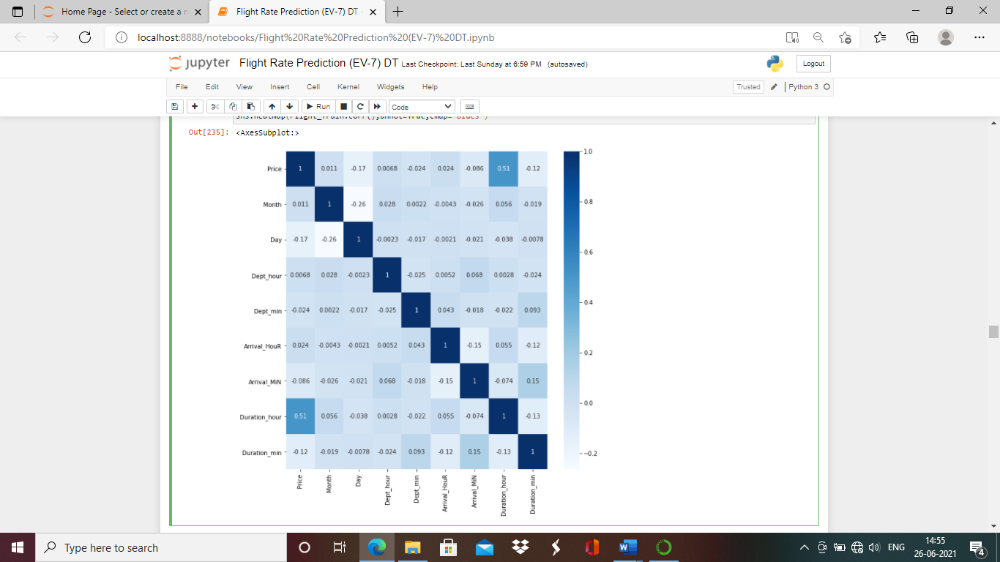 Home Page - Select or create a n
Flight Rate Prediction (EV-7) DT -
localhost:8888/notebooks/Flight%20Rate%20Prediction%20(EV-7)%20DT.ipynb
jupyter Flight Rate Prediction (EV-7) DT Last Checkpoint: Last Sunday at 6:59 PM (autosaved)
Logout
File Edit View Insert Cell Kernel Widgets Help
Trusted Python 3
Run Code
Out[235]: <AxesSubplot:>
Price 1 0.011 -0.17 0.0068 -0.024 0.024 -0.086 0.51 -0.12
Month 0.011 1 -0.26 0.028 0.0022 -0.0043 -0.026 0.056 -0.019
Day -0.17 -0.26 1 -0.0023 -0.017 -0.0021 -0.021 -0.038 -0.0078
Dept_hour 0.0068 0.028 -0.0023 1 -0.025 0.0052 0.068 0.0028 -0.024
Dept_min -0.024 0.0022 -0.017 -0.025 1 0.043 -0.018 -0.022 0.093
Arrival_HouR 0.024 -0.0043 -0.0021 0.0052 0.043 1 -0.15 0.055 -0.12
Arrival_MiN -0.086 -0.026 -0.021 0.068 -0.018 -0.15 1 -0.074 0.15
Duration_hour 0.51 0.056 -0.038 0.0028 -0.022 0.055 -0.074 1 -0.13
Duration_min -0.12 -0.019 -0.0078 -0.024 0.093 -0.12 0.15 -0.13 1
Price Month Day Dept_hour Dept_min Arrival_HouR Arrival_MiN Duration_hour Duration_min
1.0
0.8
0.6
0.4
0.2
0.0
-0.2
Type here to search
ENG
14:55
26-06-2021
4